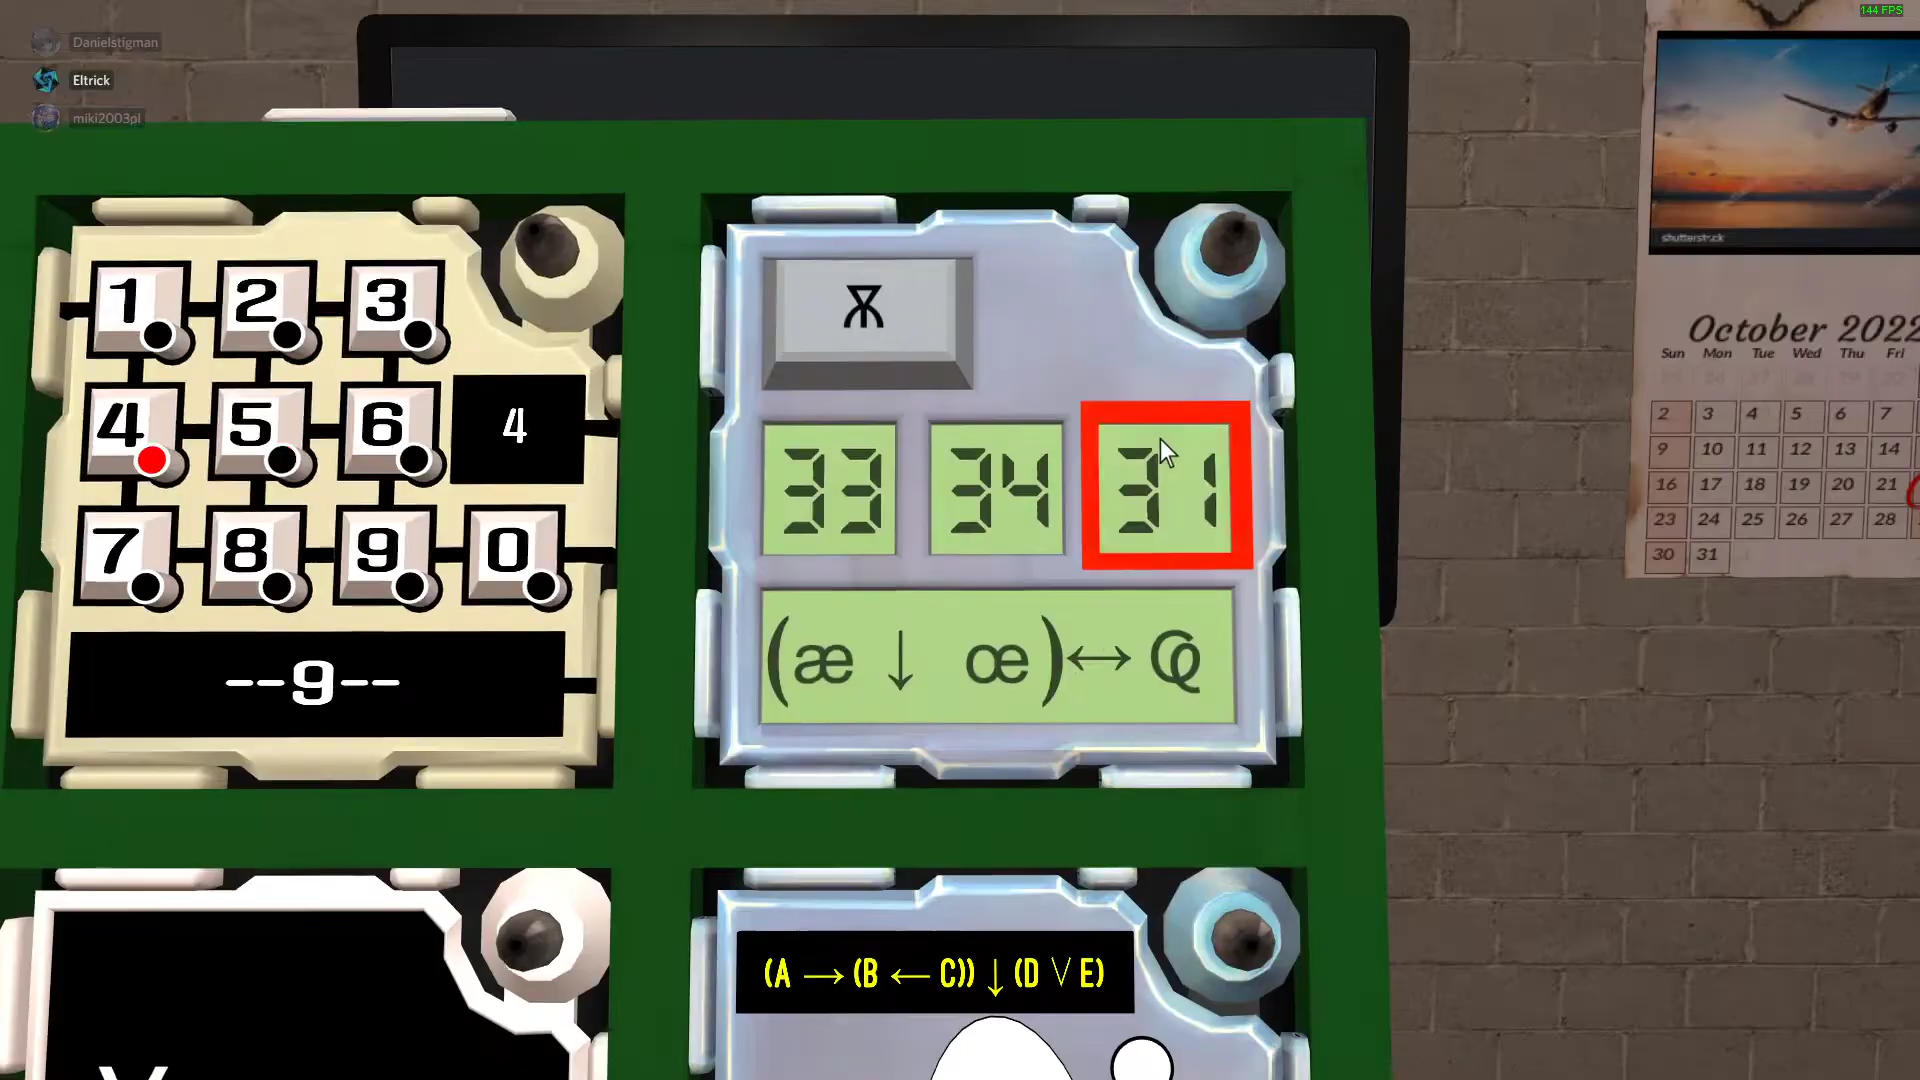 144 FPS
Danielstigman
Eltrick
miki2003pl
shutterstock
October 2022
Sun Mon Tue Wed Thu Fri
2 3 4 5 6 7
9 10 11 12 13 14
16 17 18 19 20 21
23 24 25 26 27 28
30 31
1 2 3
4 5 6
4
7 8 9 0
--9--
Ѫ
33 34 31
(æ ↓ œ)↔ Ҩ
(A → (B ← C)) ↓ (D ∨ E)